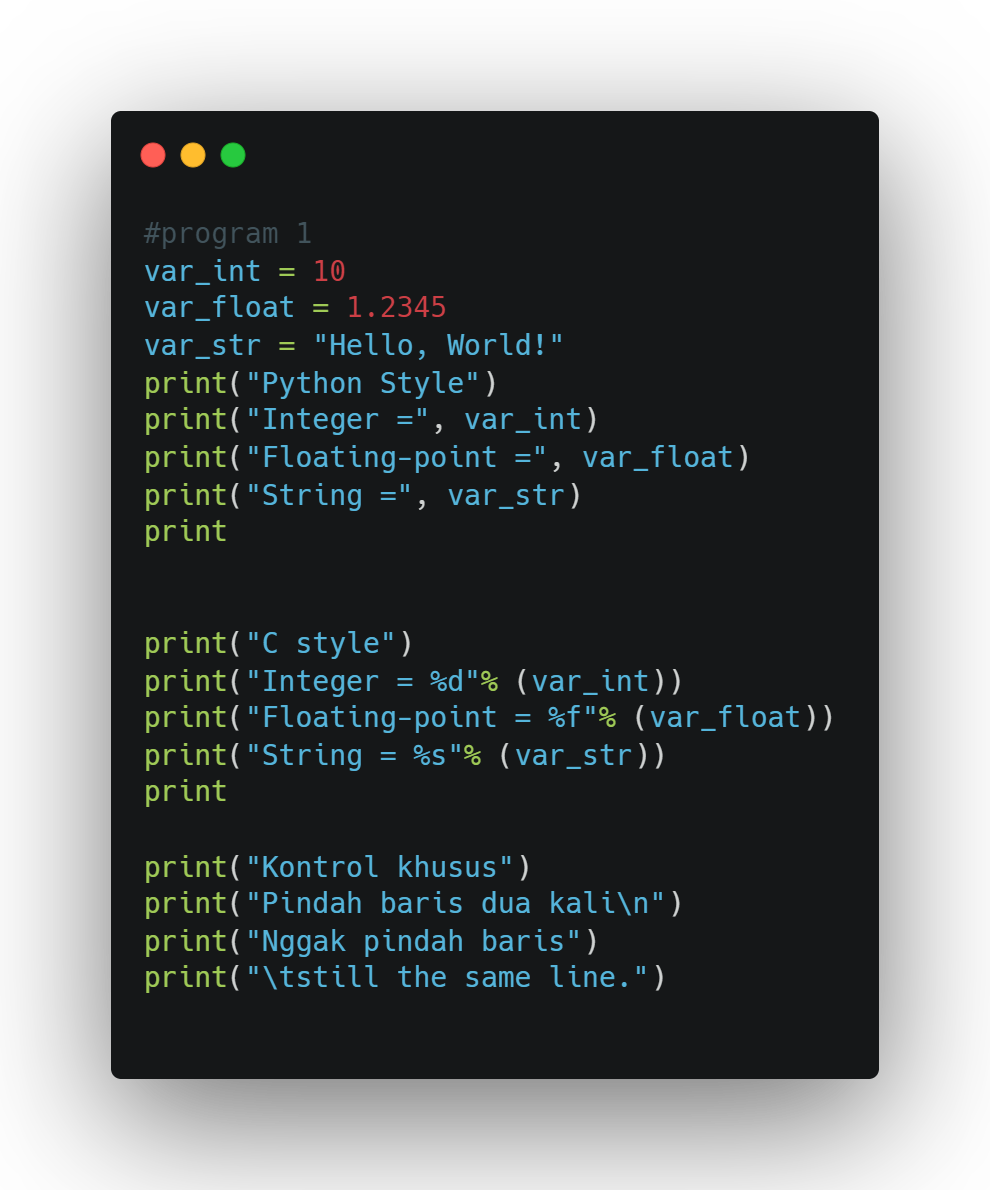 #program 1
var_int = 10
var_float = 1.2345
var_str = "Hello, World!"
print("Python Style")
print("Integer =", var_int)
print("Floating-point =", var_float)
print("String =", var_str)
print
print("C style")
print("Integer = %d"% (var_int))
print("Floating-point = %f"% (var_float))
print("String = %s"% (var_str))
print
print("Kontrol khusus")
print("Pindah baris dua kali\n")
print("Nggak pindah baris")
print("\tstill the same line.")